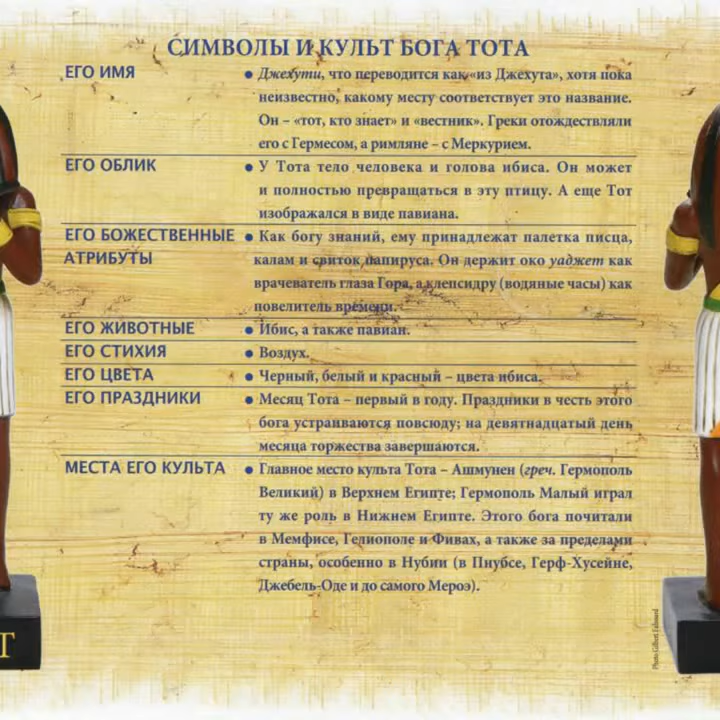 СИМВОЛЫ И КУЛЬТ БОГА ТОТА
ЕГО ИМЯ
• Джехути, что переводится как «из Джехута», хотя пока
неизвестно, какому месту соответствует это название.
Он – «тот, кто знает» и «вестник». Греки отождествляли
его с Гермесом, а римляне – с Меркурием.
ЕГО ОБЛИК
• У Тота тело человека и голова ибиса. Он может
и полностью превращаться в эту птицу. А еще Тот
изображался в виде павиана.
ЕГО БОЖЕСТВЕННЫЕ
АТРИБУТЫ
• Как богу знаний, ему принадлежат палетка писца,
калам и свиток папируса. Он держит око уаджет как
врачеватель глаза Гора, а клепсидру (водяные часы) как
повелитель времени.
ЕГО ЖИВОТНЫЕ
• Ибис, а также павиан.
ЕГО СТИХИЯ
• Воздух.
ЕГО ЦВЕТА
• Черный, белый и красный – цвета ибиса.
ЕГО ПРАЗДНИКИ
• Месяц Тота – первый в году. Праздники в честь этого
бога устраиваются повсюду; на девятнадцатый день
месяца торжества завершаются.
МЕСТА ЕГО КУЛЬТА
• Главное место культа Тота – Ашмунен (греч. Гермополь
Великий) в Верхнем Египте; Гермополь Малый играл
ту же роль в Нижнем Египте. Этого бога почитали
в Мемфисе, Гелиополе и Фивах, а также за пределами
страны, особенно в Нубии (в Пнубсе, Герф-Хусейне,
Джебель-Оде и до самого Мероэ).
Т
Photo Gilbert